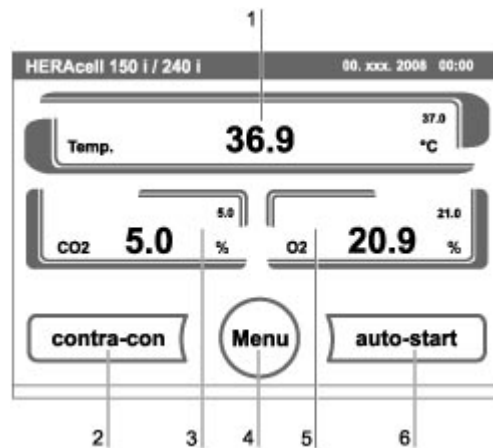 1
HERAcell 150 i / 240 i 00. xxx. 2008 00:00
37.0
Temp. 36.9 °C
5.0 21.0
CO2 5.0 % O2 20.9 %
contra-con Menu auto-start
2 3 4 5 6